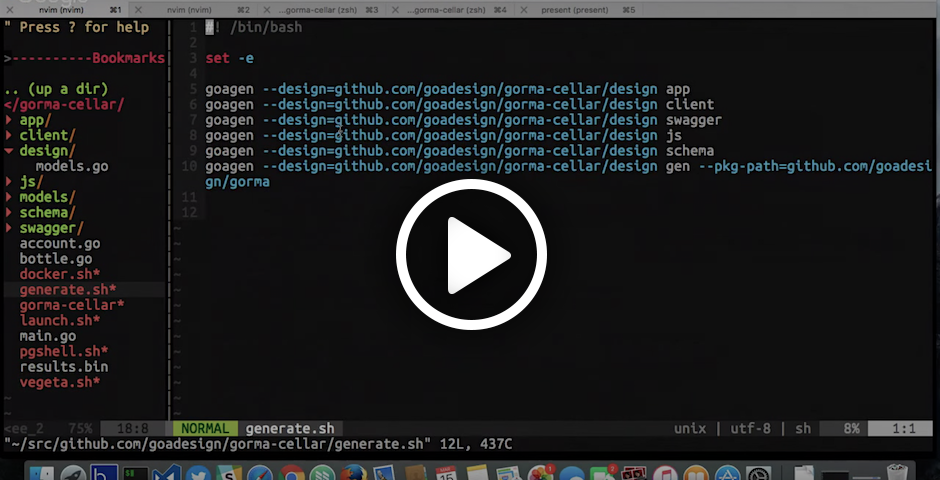 nvim (nvim) ⌘1 nvim (nvim) ⌘2 ...gorma-cellar (zsh) ⌘3 ...gorma-cellar (zsh) ⌘4 present (present) ⌘5
" Press ? for help
>----------Bookmarks
.. (up a dir)
</gorma-cellar/
app/
client/
design/
models.go
js/
models/
schema/
swagger/
account.go
bottle.go
docker.sh*
generate.sh*
gorma-cellar*
launch.sh*
main.go
pgshell.sh*
results.bin
vegeta.sh*
~
~
<ee_2 75% 18:8
1 #! /bin/bash
2
3 set -e
4
5 goagen --design=github.com/goadesign/gorma-cellar/design app
6 goagen --design=github.com/goadesign/gorma-cellar/design client
7 goagen --design=github.com/goadesign/gorma-cellar/design swagger
8 goagen --design=github.com/goadesign/gorma-cellar/design js
9 goagen --design=github.com/goadesign/gorma-cellar/design schema
10 goagen --design=github.com/goadesign/gorma-cellar/design gen --pkg-path=github.com/goadesi
gn/gorma
11
12
NORMAL generate.sh unix | utf-8 | sh 8% 1:1
"~/src/github.com/goadesign/gorma-cellar/generate.sh" 12L, 437C